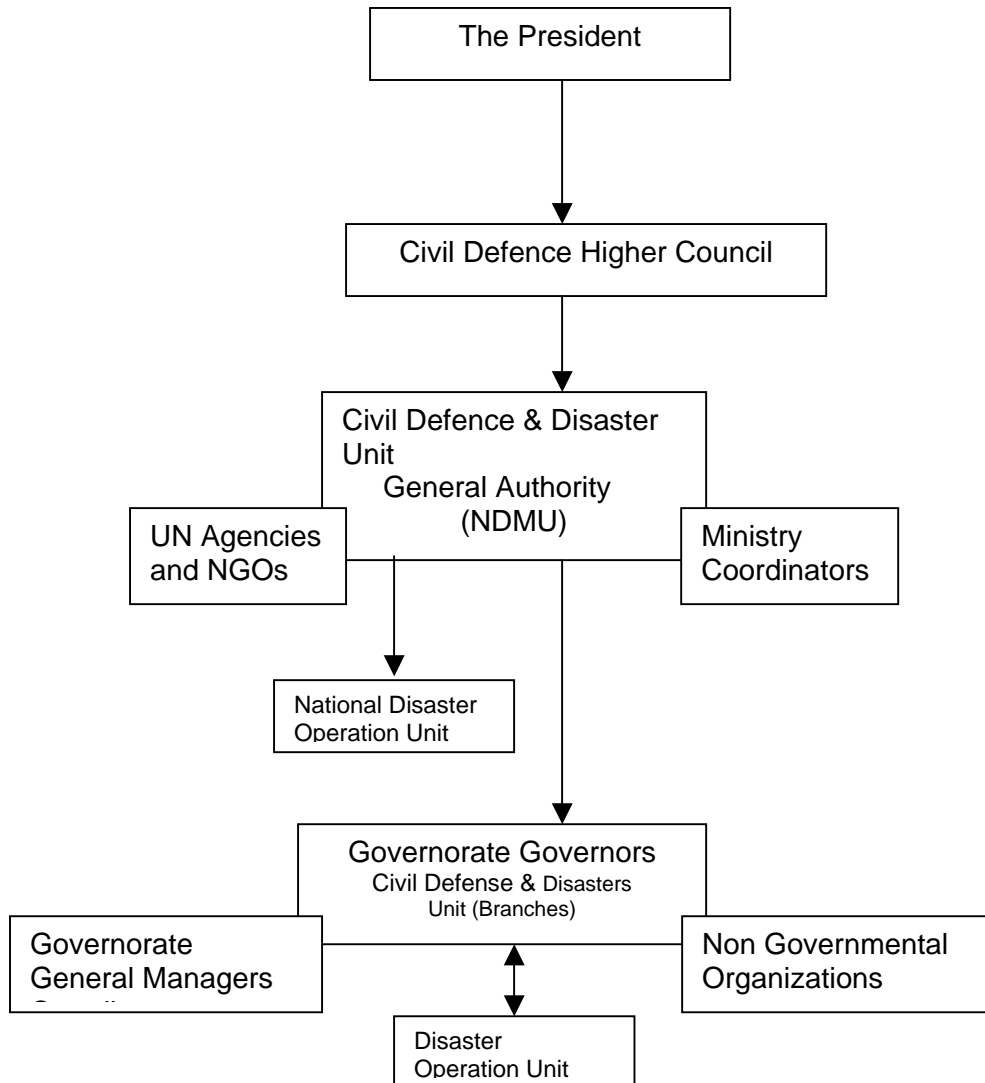 The President
Civil Defence Higher Council
Civil Defence & Disaster
Unit
General Authority
(NDMU)
UN Agencies
and NGOs
Ministry
Coordinators
National Disaster
Operation Unit
Governorate Governors
Civil Defense & Disasters
Unit (Branches)
Governorate
General Managers
Non Governmental
Organizations
Disaster
Operation Unit